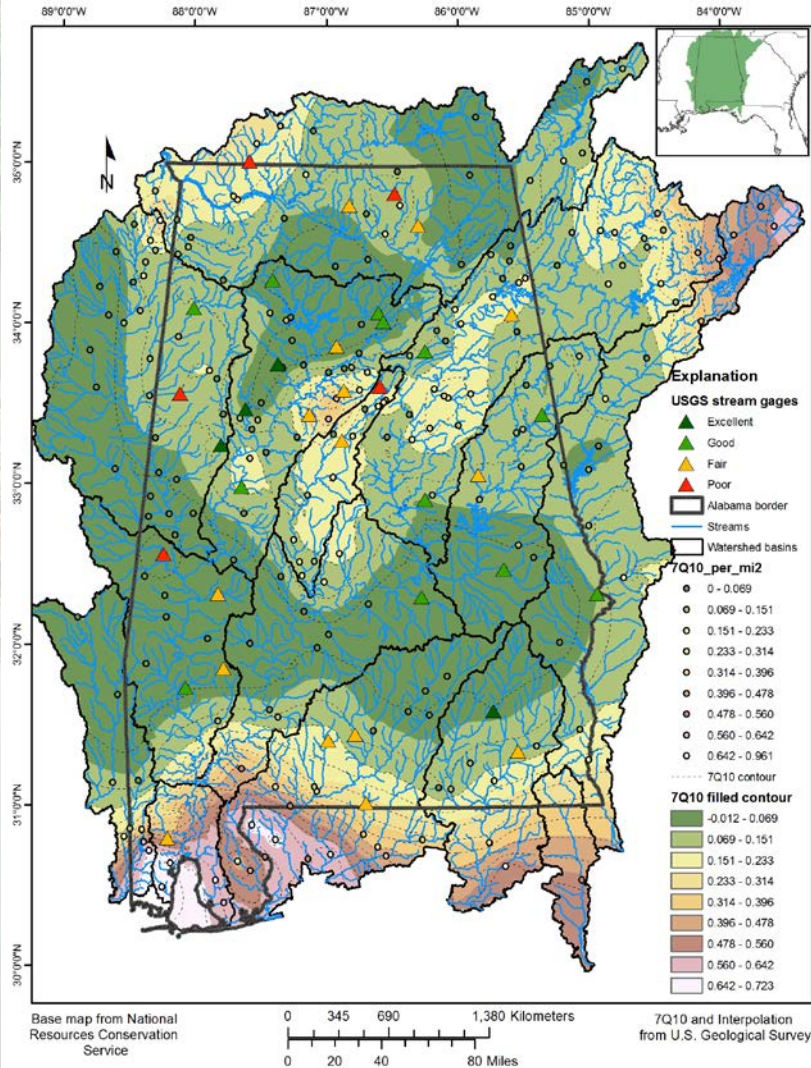 89°0'0"W
88°0'0"W
87°0'0"W
86°0'0"W
85°0'0"W
84°0'0"W
35°0'0"N
34°0'0"N
33°0'0"N
32°0'0"N
31°0'0"N
30°0'0"N
N
Explanation
USGS stream gages
Excellent
Good
Fair
Poor
Alabama border
Streams
Watershed basins
7Q10_per_mi2
0 - 0.069
0.069 - 0.151
0.151 - 0.233
0.233 - 0.314
0.314 - 0.396
0.396 - 0.478
0.478 - 0.560
0.560 - 0.642
0.642 - 0.961
7Q10 contour
7Q10 filled contour
-0.012 - 0.069
0.069 - 0.151
0.151 - 0.233
0.233 - 0.314
0.314 - 0.396
0.396 - 0.478
0.478 - 0.560
0.560 - 0.642
0.642 - 0.723
Base map from National
Resources Conservation
Service
0 345 690 1,380 Kilometers
0 20 40 80 Miles
7Q10 and Interpolation
from U.S. Geological Survey